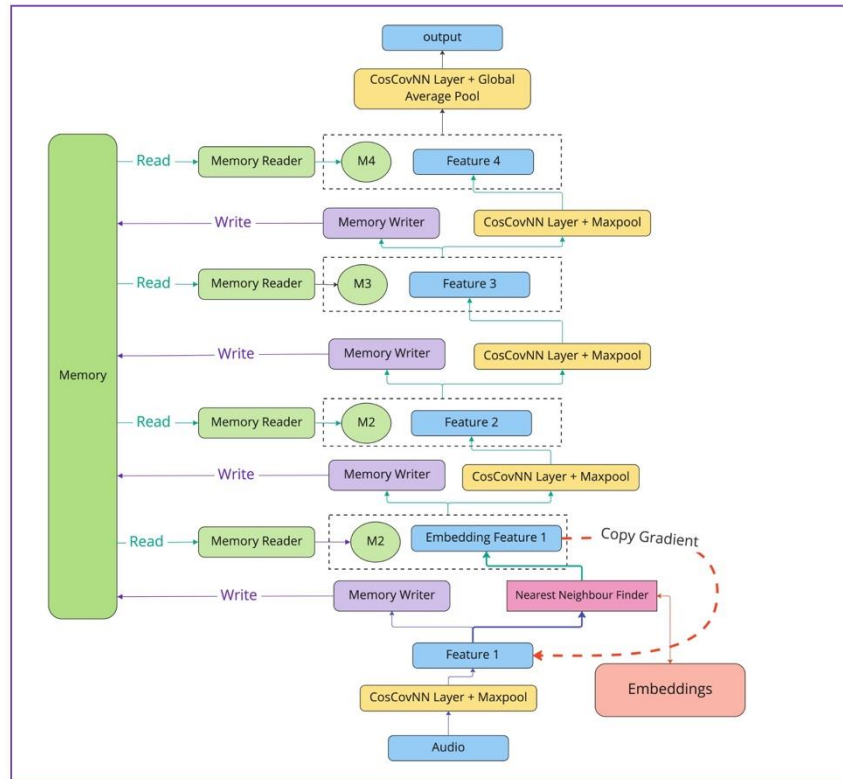 output
CosCovNN Layer + Global
Average Pool
Read
Memory Reader
M4
Feature 4
Write
Memory Writer
CosCovNN Layer + Maxpool
Read
Memory Reader
M3
Feature 3
Write
Memory Writer
CosCovNN Layer + Maxpool
Memory
Read
Memory Reader
M2
Feature 2
Write
Memory Writer
CosCovNN Layer + Maxpool
Read
Memory Reader
M2
Embedding Feature 1
Copy Gradient
Write
Memory Writer
Nearest Neighbour Finder
Feature 1
Embeddings
CosCovNN Layer + Maxpool
Audio